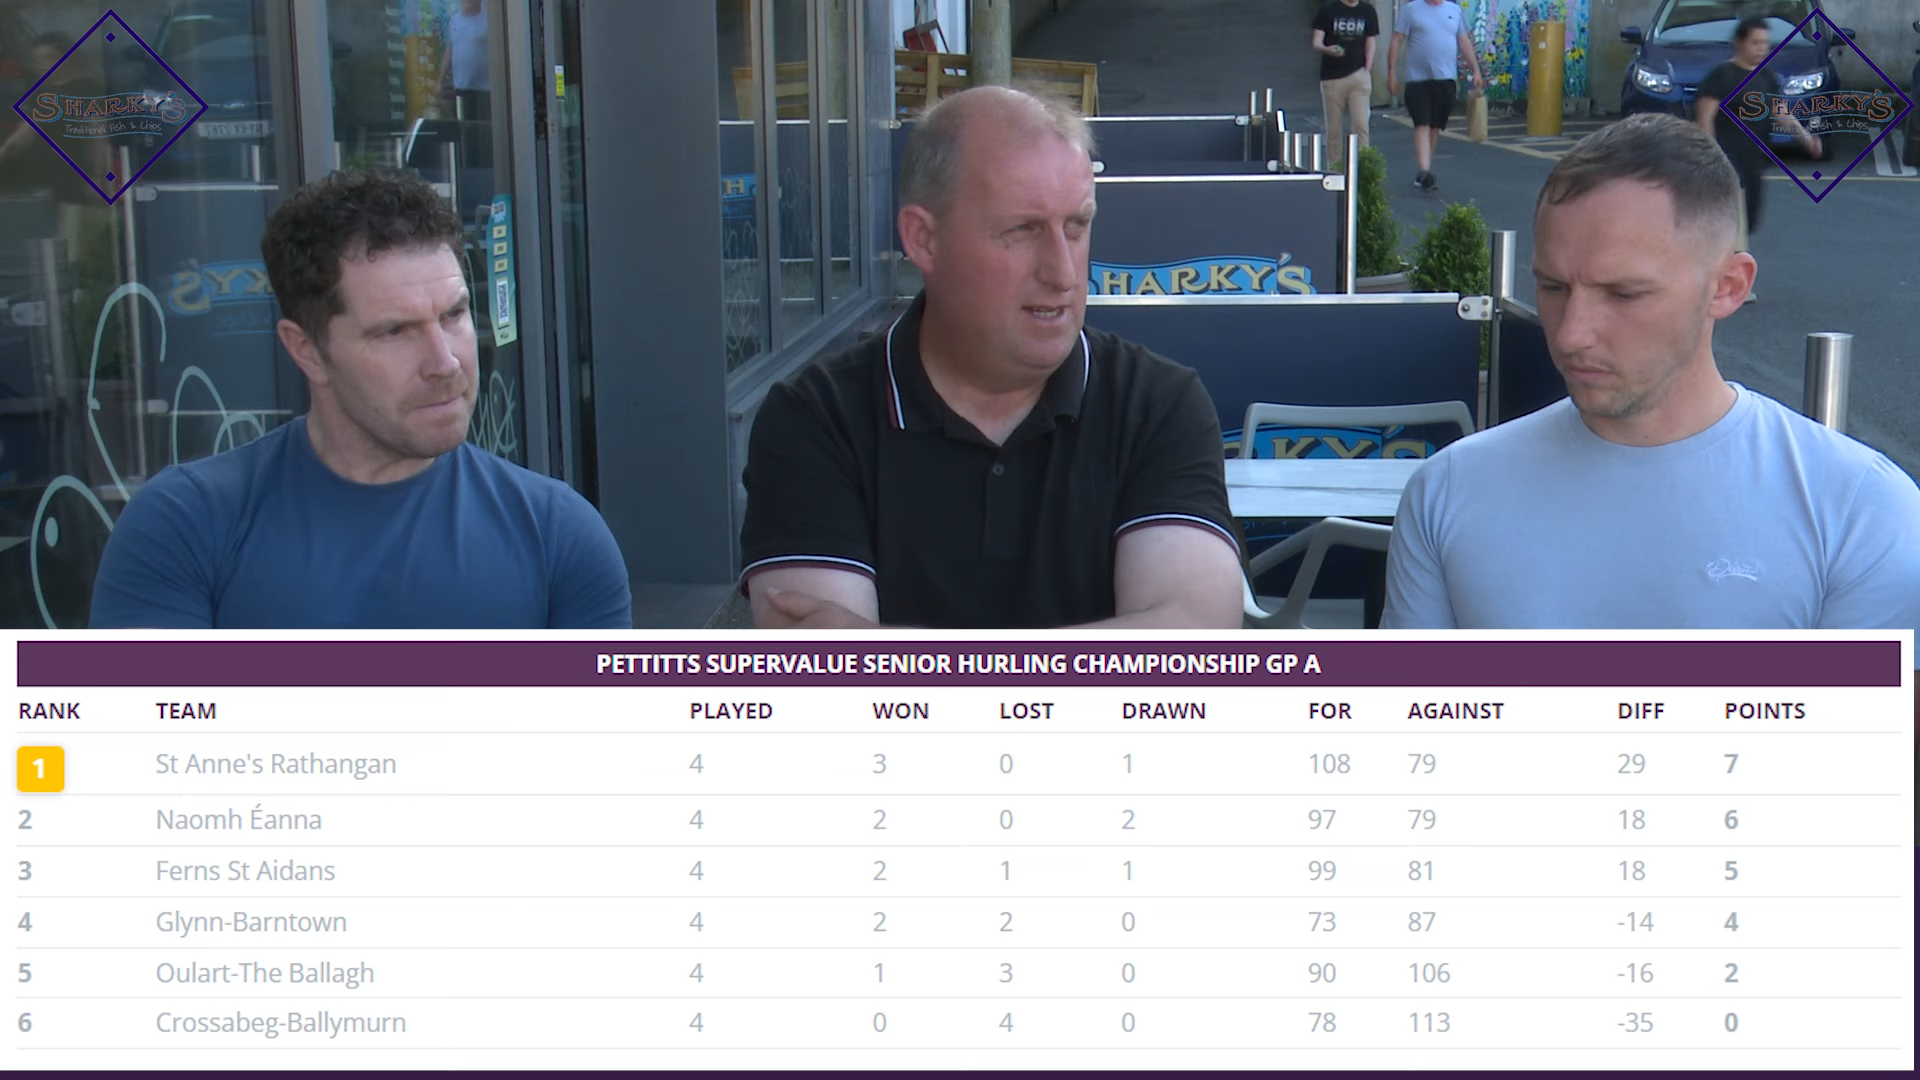 SHARKY'S
Traditional Fish & Chips
SHARKY'S
Traditional Fish & Chips
ICON
SHARKY'S
KY'S
PETTITTS SUPERVALUE SENIOR HURLING CHAMPIONSHIP GP A
RANK TEAM PLAYED WON LOST DRAWN FOR AGAINST DIFF POINTS
1 St Anne's Rathangan 4 3 0 1 108 79 29 7
2 Naomh Éanna 4 2 0 2 97 79 18 6
3 Ferns St Aidans 4 2 1 1 99 81 18 5
4 Glynn-Barntown 4 2 2 0 73 87 -14 4
5 Oulart-The Ballagh 4 1 3 0 90 106 -16 2
6 Crossabeg-Ballymurn 4 0 4 0 78 113 -35 0